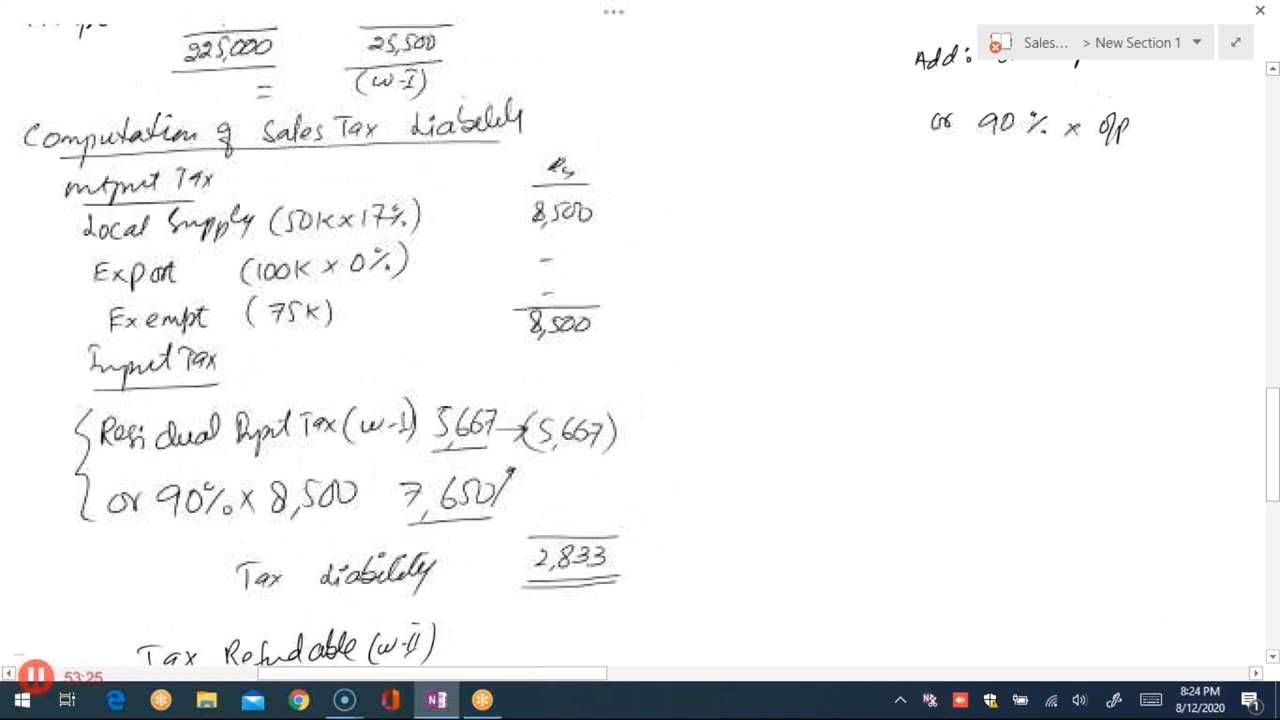 225,000 25,500
(W-I)
Sales... > New Section 1
Add:
or 90% x o/p
Computation of Sales Tax Liability
Output Tax Rs
Local Supply (50K x 17%) 8,500
Export (100K x 0%) -
Exempt (75K) -
8,500
Input Tax
Residual Input Tax (W-I) 5,667 → (5,667)
or 90% x 8,500 7,650
Tax Liability 2,833
Tax Refundable (W-II)
53:25
8:24 PM
8/12/2020